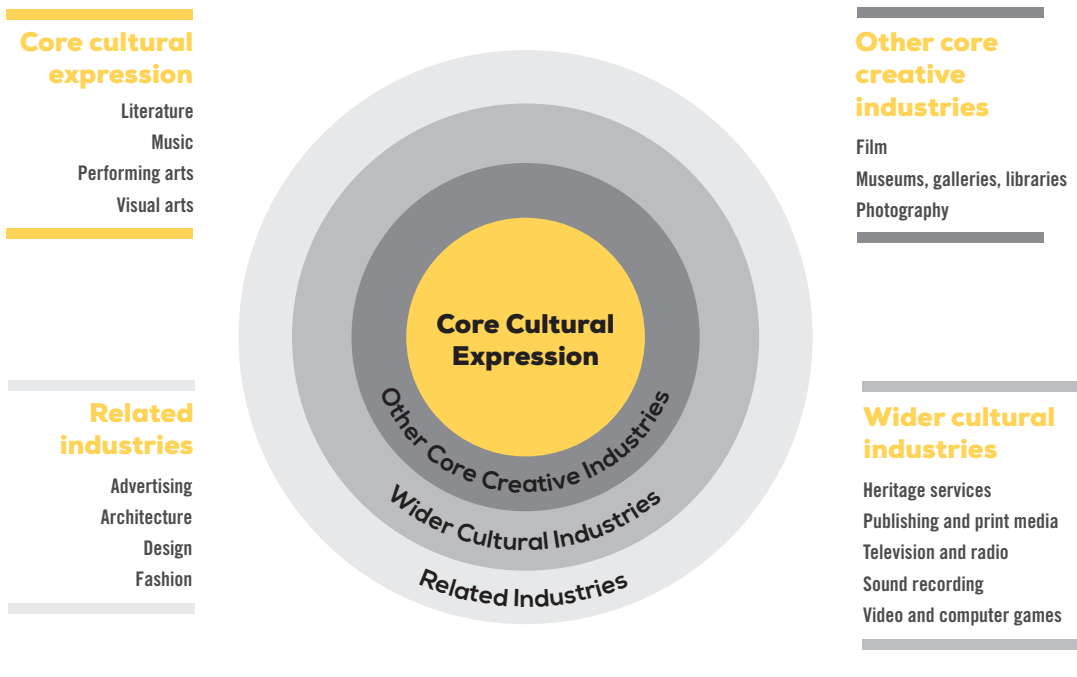 Core cultural
expression
Literature
Music
Performing arts
Visual arts
Other core
creative
industries
Film
Museums, galleries, libraries
Photography
Core Cultural
Expression
Other Core Creative Industries
Wider Cultural Industries
Related Industries
Related
industries
Advertising
Architecture
Design
Fashion
Wider cultural
industries
Heritage services
Publishing and print media
Television and radio
Sound recording
Video and computer games